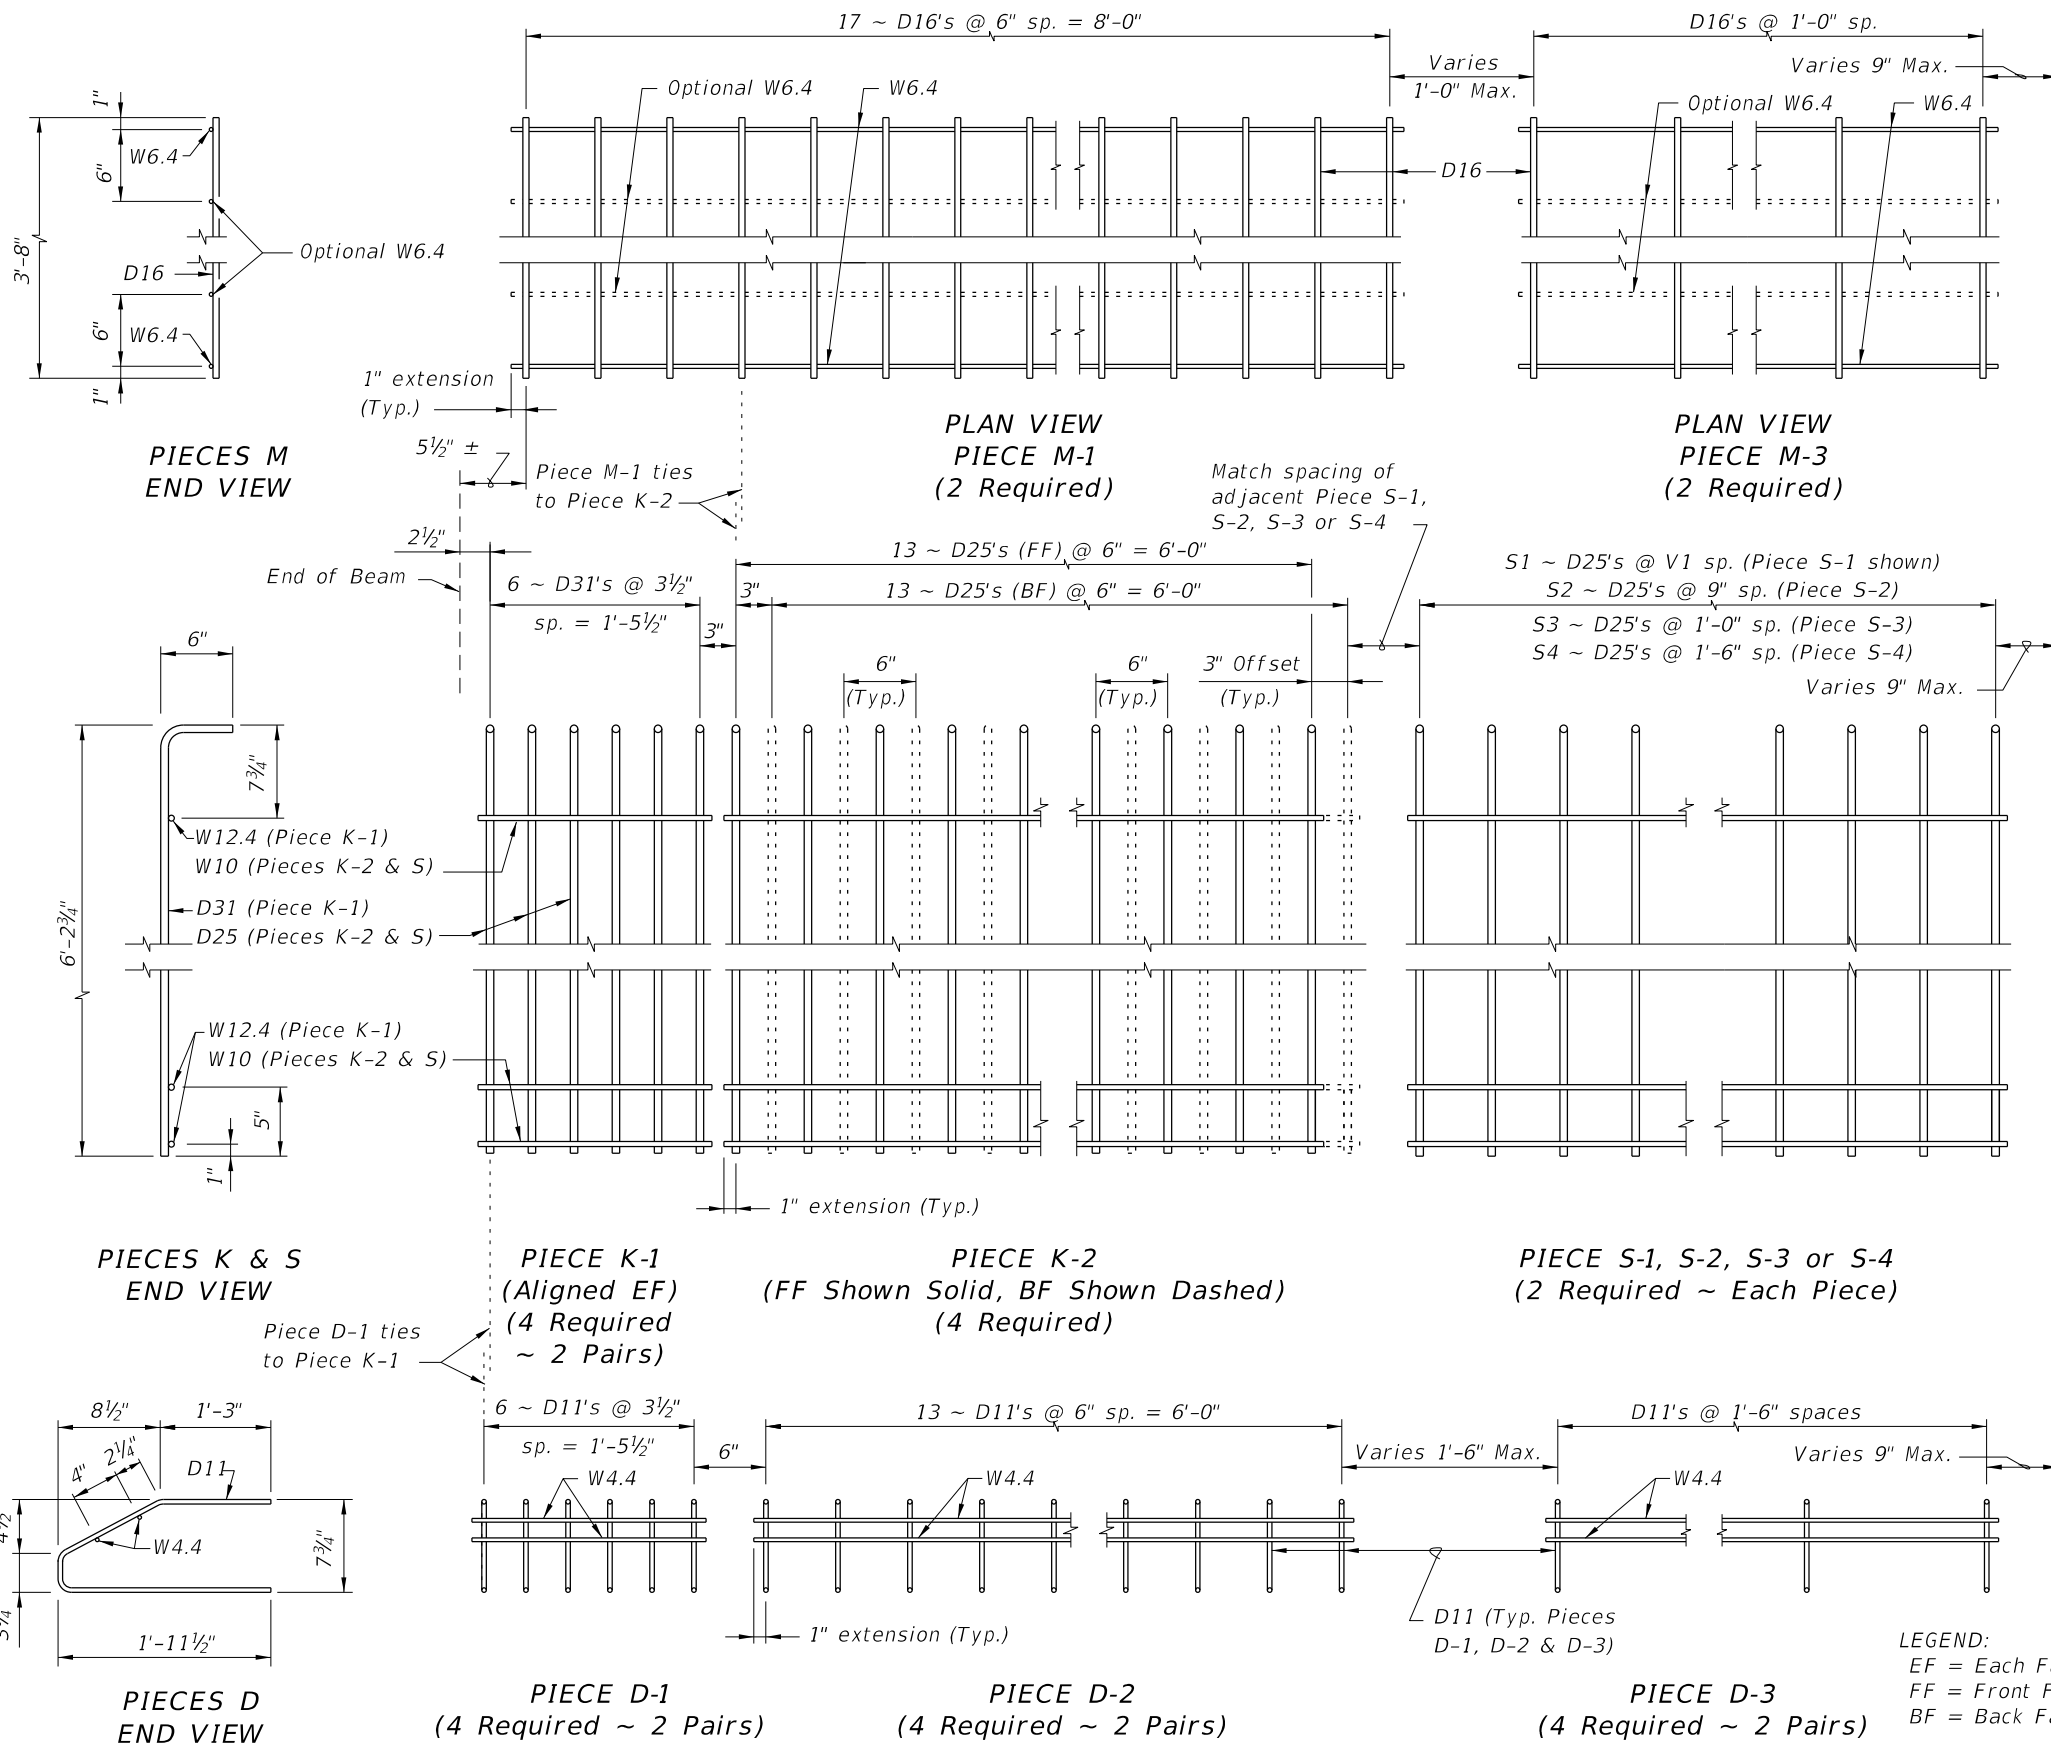 17 ~ D16's @ 6" sp. = 8'-0"
D16's @ 1'-0" sp.
Varies
1'-0" Max.
Varies 9" Max.
Optional W6.4
W6.4
Optional W6.4
W6.4
1"
W6.4
6"
3'-8"
Optional W6.4
D16
6"
W6.4
1"
D16
1" extension
(Typ.)
PIECES M
END VIEW
PLAN VIEW
PIECE M-1
(2 Required)
PLAN VIEW
PIECE M-3
(2 Required)
5½" ±
Piece M-1 ties
to Piece K-2
Match spacing of
adjacent Piece S-1,
S-2, S-3 or S-4
2½"
End of Beam
6 ~ D31's @ 3½"
sp. = 1'-5½"
3"
3"
13 ~ D25's (FF) @ 6" = 6'-0"
13 ~ D25's (BF) @ 6" = 6'-0"
S1 ~ D25's @ V1 sp. (Piece S-1 shown)
S2 ~ D25's @ 9" sp. (Piece S-2)
S3 ~ D25's @ 1'-0" sp. (Piece S-3)
S4 ~ D25's @ 1'-6" sp. (Piece S-4)
Varies 9" Max.
6"
(Typ.)
6"
(Typ.)
3" Offset
(Typ.)
6"
7¾"
W12.4 (Piece K-1)
W10 (Pieces K-2 & S)
D31 (Piece K-1)
D25 (Pieces K-2 & S)
6'-2¾"
W12.4 (Piece K-1)
W10 (Pieces K-2 & S)
5"
1"
1" extension (Typ.)
PIECES K & S
END VIEW
PIECE K-1
(Aligned EF)
(4 Required
~ 2 Pairs)
PIECE K-2
(FF Shown Solid, BF Shown Dashed)
(4 Required)
PIECE S-1, S-2, S-3 or S-4
(2 Required ~ Each Piece)
Piece D-1 ties
to Piece K-1
8½"
1'-3"
4"
2¼"
D11
W4.4
7¾"
1'-11½"
6 ~ D11's @ 3½"
sp. = 1'-5½"
W4.4
6"
13 ~ D11's @ 6" sp. = 6'-0"
W4.4
Varies 1'-6" Max.
D11's @ 1'-6" spaces
Varies 9" Max.
W4.4
1" extension (Typ.)
D11 (Typ. Pieces
D-1, D-2 & D-3)
LEGEND:
EF = Each
FF = Front
BF = Back
PIECES D
END VIEW
PIECE D-1
(4 Required ~ 2 Pairs)
PIECE D-2
(4 Required ~ 2 Pairs)
PIECE D-3
(4 Required ~ 2 Pairs)